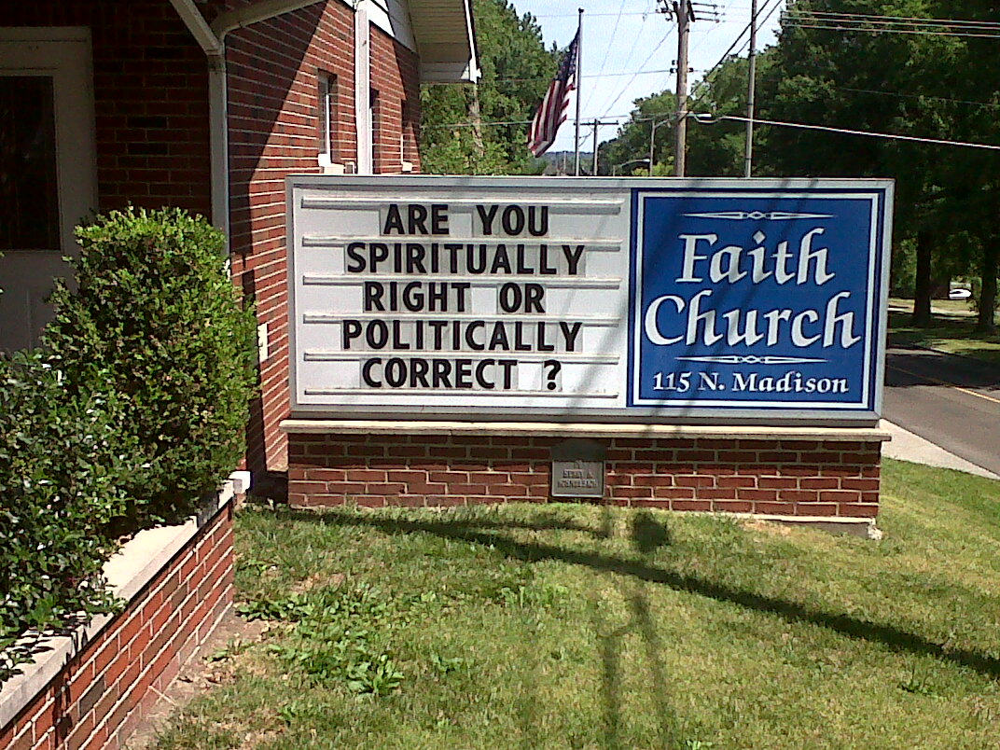 ARE YOU
SPIRITUALLY
RIGHT OR
POLITICALLY
CORRECT ?
Faith
Church
115 N. Madison